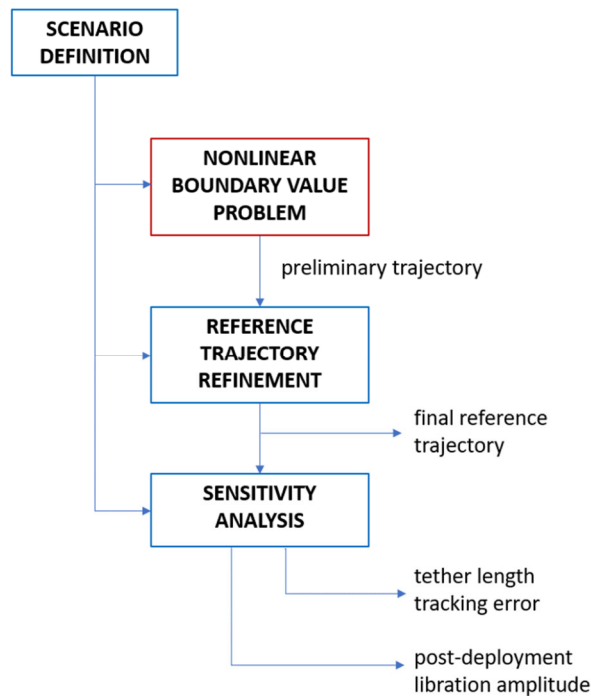 SCENARIO
DEFINITION
NONLINEAR
BOUNDARY VALUE
PROBLEM
preliminary trajectory
REFERENCE
TRAJECTORY
REFINEMENT
final reference
trajectory
SENSITIVITY
ANALYSIS
tether length
tracking error
post-deployment
libration amplitude